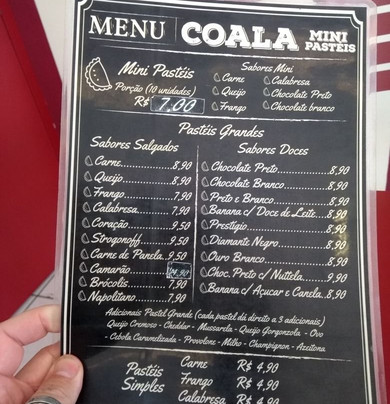 MENU COALA MINI PASTÉIS
Mini Pastéis
Porção (10 unidades)
R$ 7,00
Sabores Mini
Carne
Queijo
Frango
Calabresa
Chocolate Preto
Chocolate branco
Pastéis Grandes
Sabores Salgados
Carne 8,90
Queijo 8,90
Frango 7,90
Calabresa 7,90
Coração 9,50
Strogonoff 9,50
Carne de Panela 9,50
Camarão 14,90
Brócolis 7,90
Napolitano 7,90
Sabores Doces
Chocolate Preto 8,90
Chocolate Branco 8,90
Preto e Branco 8,90
Banana c/ Doce de Leite 8,90
Prestígio 8,90
Diamante Negro 8,90
Ouro Branco 8,90
Choc. Preto c/ Nuttela 9,90
Banana c/ Açucar e Canela 8,90
Adicionais Pastel Grande (cada pastel dá direito a 3 adicionais)
Queijo Cremoso - Cheddar - Mussarela - Queijo Gorgonzola - Ovo
- Cebola Caramelizada - Provolone - Milho - Champignon - Azeitona
Pastéis Simples
Carne R$ 4,90
Frango R$ 4,90
Calabresa R$ 4,90